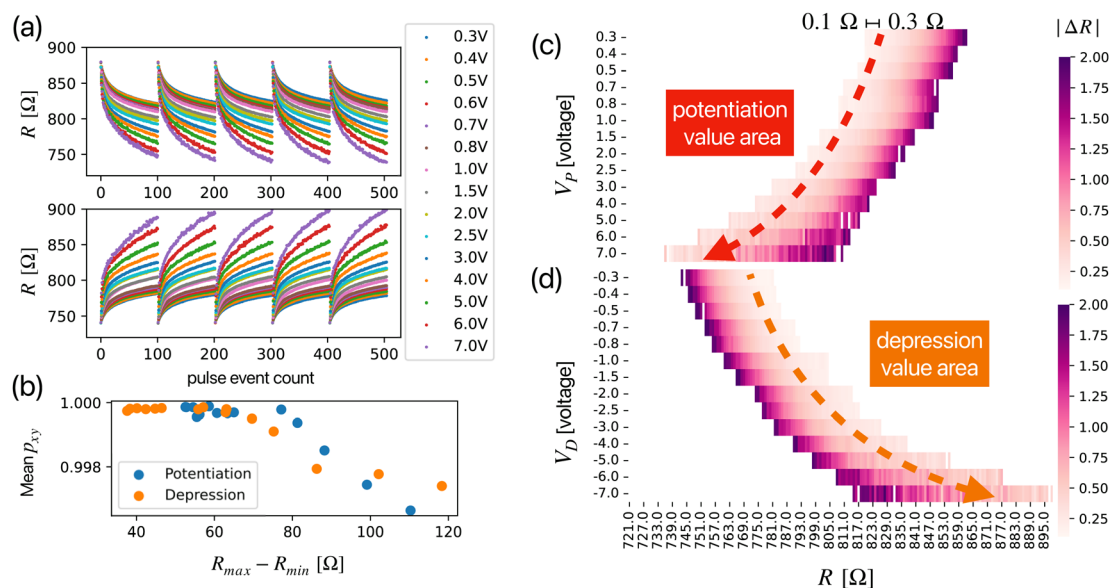 (a)
900
850
800
750
R [Ω]
0
100
200
300
400
500
900
850
800
750
R [Ω]
0
100
200
300
400
500
pulse event count
0.3V
0.4V
0.5V
0.6V
0.7V
0.8V
1.0V
1.5V
2.0V
2.5V
3.0V
4.0V
5.0V
6.0V
7.0V
(b)
1.000
0.998
Mean pxy
Potentiation
Depression
40
60
80
100
120
Rmax − Rmin [Ω]
(c)
0.1 Ω 0.3 Ω
potentiation
value area
VP [voltage]
0.3
0.4
0.5
0.7
0.8
1.0
1.5
2.0
2.5
3.0
4.0
5.0
6.0
7.0
(d)
depression
value area
VD [voltage]
-0.3
-0.4
-0.5
-0.7
-0.8
-1.0
-1.5
-2.0
-2.5
-3.0
-4.0
-5.0
-6.0
-7.0
721.0
727.0
733.0
739.0
745.0
751.0
757.0
763.0
769.0
775.0
781.0
787.0
793.0
799.0
805.0
811.0
817.0
823.0
829.0
835.0
841.0
847.0
853.0
859.0
865.0
871.0
877.0
883.0
889.0
895.0
R [Ω]
|ΔR|
2.00
1.75
1.50
1.25
1.00
0.75
0.50
0.25
2.00
1.75
1.50
1.25
1.00
0.75
0.50
0.25